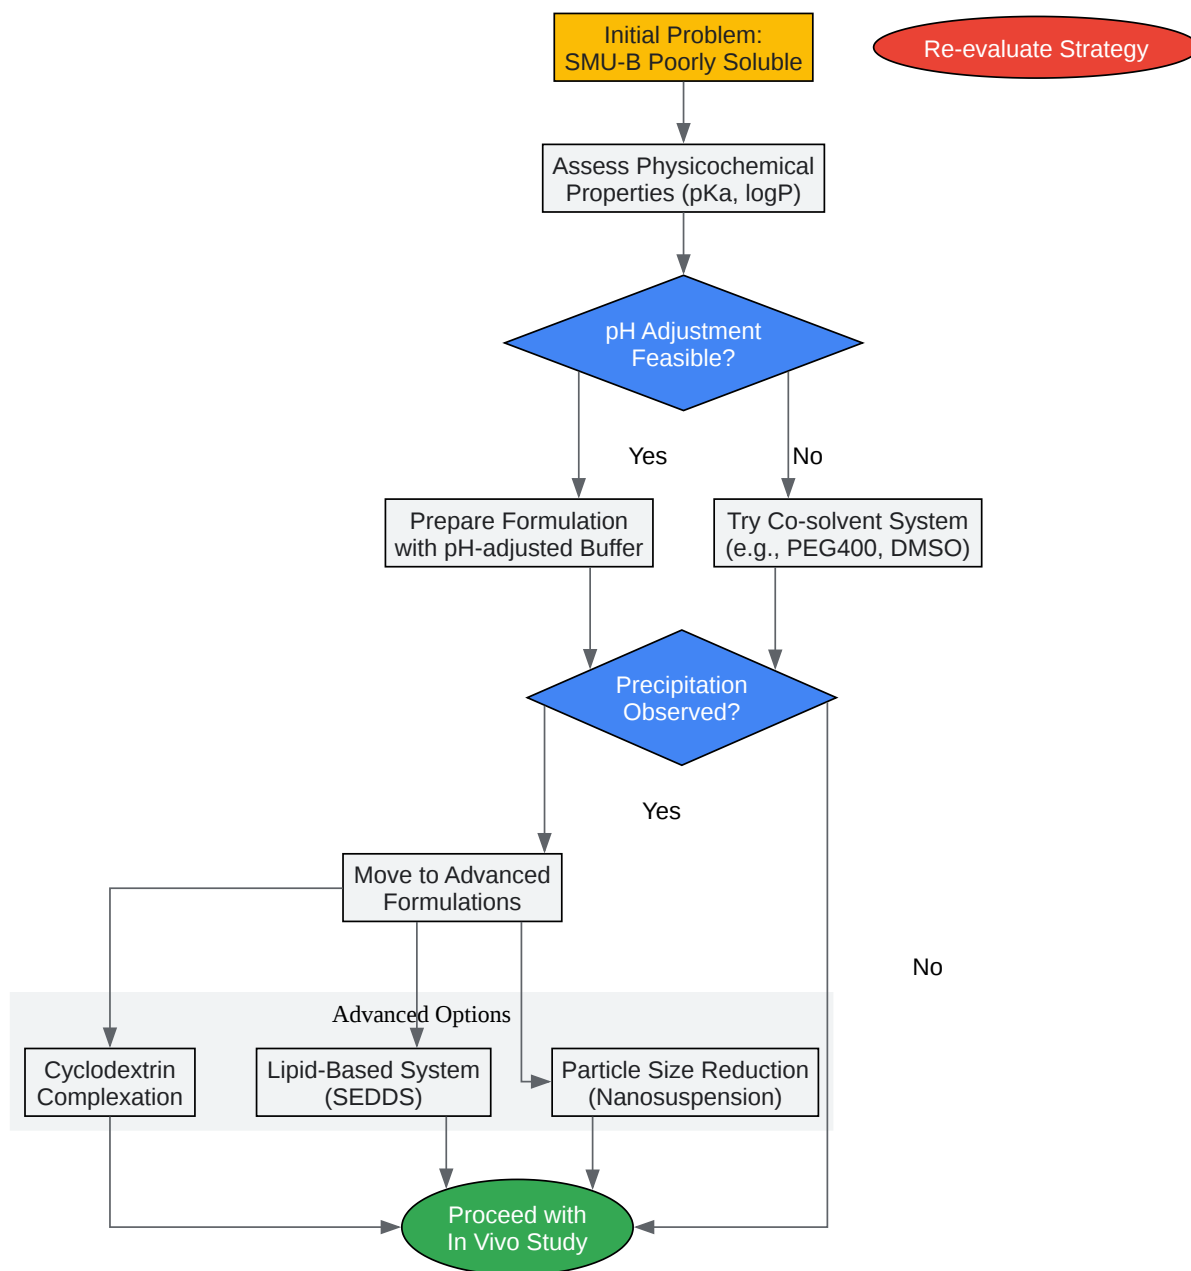 Initial Problem:
SMU-B Poorly Soluble
Re-evaluate Strategy
Assess Physicochemical
Properties (pKa, logP)
pH Adjustment
Feasible?
Yes
No
Prepare Formulation
with pH-adjusted Buffer
Try Co-solvent System
(e.g., PEG400, DMSO)
Precipitation
Observed?
Yes
Move to Advanced
Formulations
No
Advanced Options
Cyclodextrin
Complexation
Lipid-Based System
(SEDDS)
Particle Size Reduction
(Nanosuspension)
Proceed with
In Vivo Study